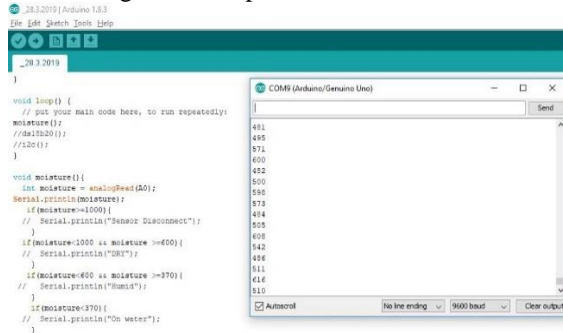 _28.3.2019 | Arduino 1.8.3
File Edit Sketch Tools Help
_28.3.2019
}
void loop() {
// put your main code here, to run repeatedly:
moisture();
//ds18b20();
//i2c();
}
void moisture(){
int moisture = analogRead(A0);
Serial.println(moisture);
if(moisture>=1000){
// Serial.println("Sensor Disconnect");
}
if(moisture<1000 && moisture >=600){
// Serial.println("DRY");
}
if(moisture<600 && moisture >=370){
// Serial.println("Humid");
}
if(moisture<370){
// Serial.println("On water");
}
COM9 (Arduino/Genuino Uno)
Send
481
495
571
600
482
500
598
573
484
505
608
542
486
511
616
510
Autoscroll No line ending 9600 baud Clear output